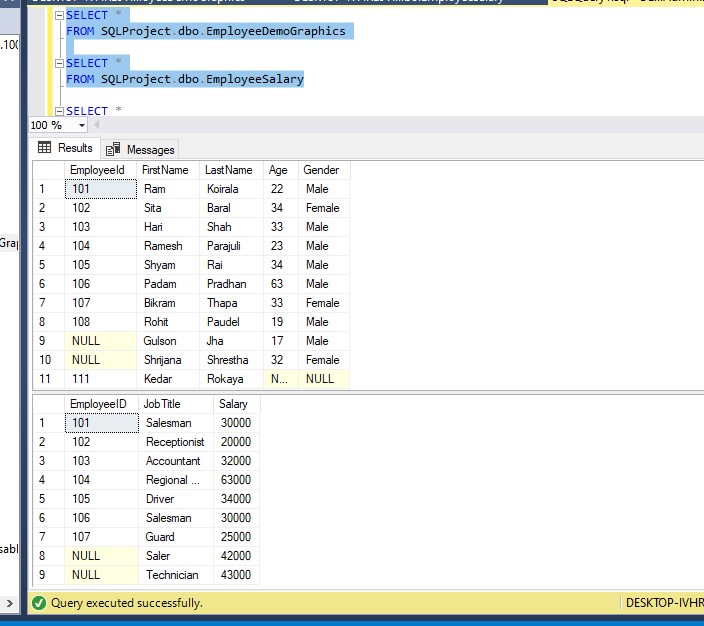 SELECT *
FROM SQLProject.dbo.EmployeeDemoGraphics
SELECT *
FROM SQLProject.dbo.EmployeeSalary
SELECT *
100 %
Results Messages
EmployeeId FirstName LastName Age Gender
1 101 Ram Koirala 22 Male
2 102 Sita Baral 34 Female
3 103 Hari Shah 33 Male
4 104 Ramesh Parajuli 23 Male
5 105 Shyam Rai 34 Male
6 106 Padam Pradhan 63 Male
7 107 Bikram Thapa 33 Female
8 108 Rohit Paudel 19 Male
9 NULL Gulson Jha 17 Male
10 NULL Shrijana Shrestha 32 Female
11 111 Kedar Rokaya N... NULL
EmployeeID JobTitle Salary
1 101 Salesman 30000
2 102 Receptionist 20000
3 103 Accountant 32000
4 104 Regional ... 63000
5 105 Driver 34000
6 106 Salesman 30000
7 107 Guard 25000
8 NULL Saler 42000
9 NULL Technician 43000
Query executed successfully. DESKTOP-IVHR